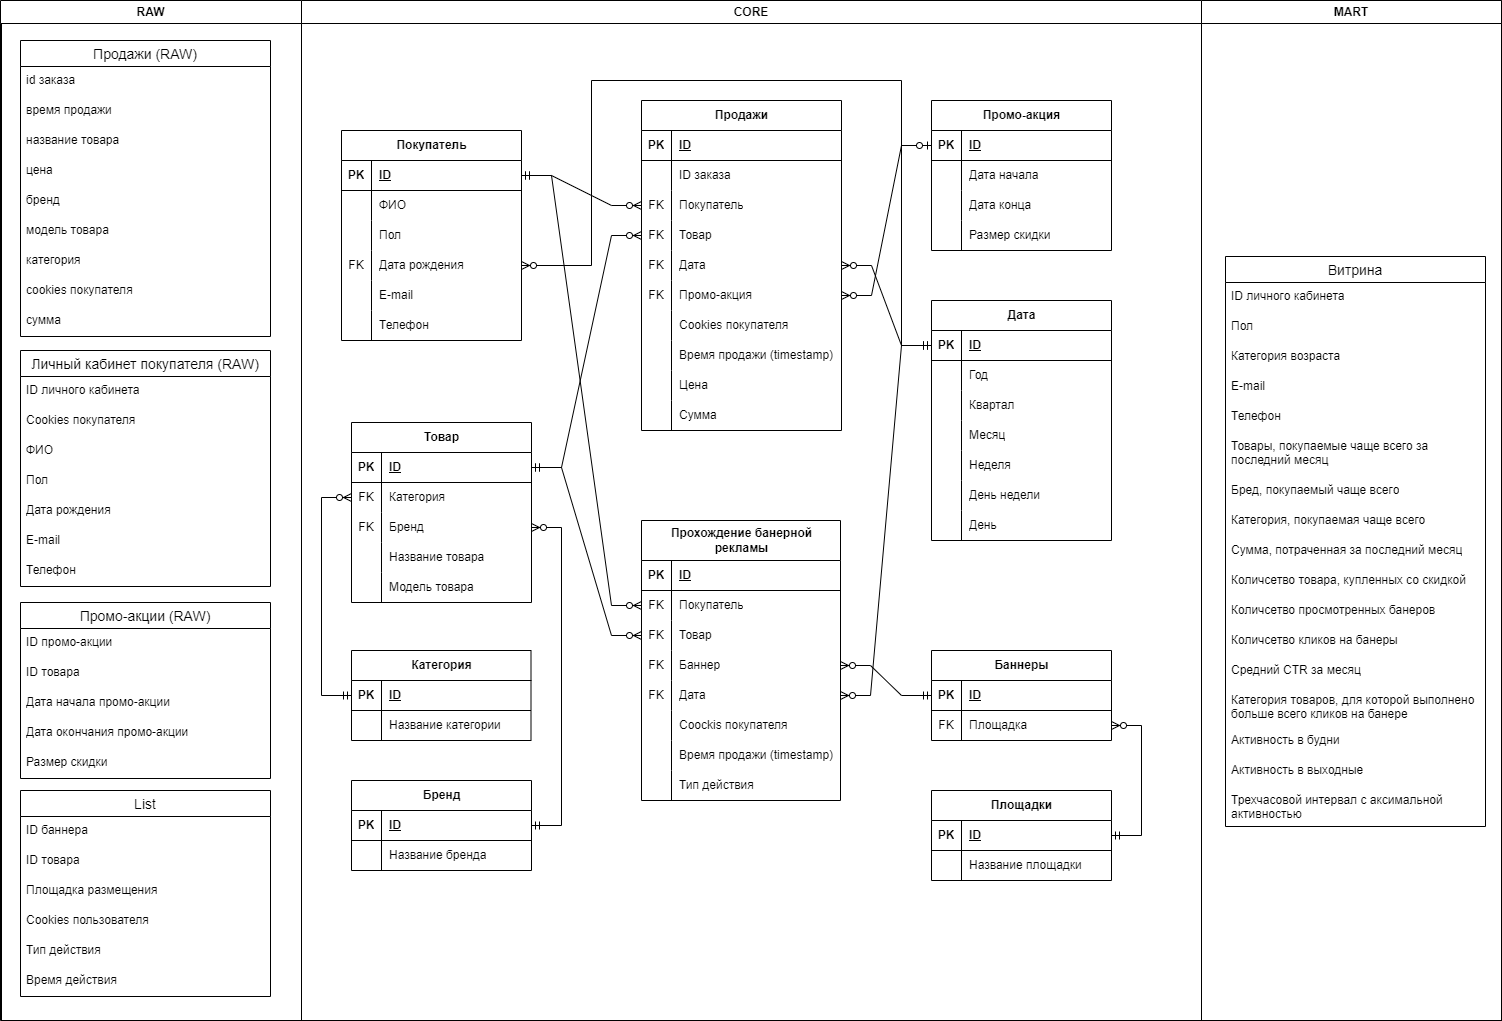 RAW
CORE
MART
Продажи (RAW)
id заказа
время продажи
название товара
цена
бренд
модель товара
категория
cookies покупателя
сумма
Личный кабинет покупателя (RAW)
ID личного кабинета
Cookies покупателя
ФИО
Пол
Дата рождения
E-mail
Телефон
Промо-акции (RAW)
ID промо-акции
ID товара
Дата начала промо-акции
Дата окончания промо-акции
Размер скидки
List
ID баннера
ID товара
Площадка размещения
Cookies пользователя
Тип действия
Время действия
Покупатель
PK ID
ФИО
Пол
FK Дата рождения
E-mail
Телефон
Товар
PK ID
FK Категория
FK Бренд
Название товара
Модель товара
Категория
PK ID
Название категории
Бренд
PK ID
Название бренда
Продажи
PK ID
ID заказа
FK Покупатель
FK Товар
FK Дата
FK Промо-акция
Cookies покупателя
Время продажи (timestamp)
Цена
Сумма
Прохождение банерной
рекламы
PK ID
FK Покупатель
FK Товар
FK Баннер
FK Дата
Coockis покупателя
Время продажи (timestamp)
Тип действия
Промо-акция
PK ID
Дата начала
Дата конца
Размер скидки
Дата
PK ID
Год
Квартал
Месяц
Неделя
День недели
День
Баннеры
PK ID
FK Площадка
Площадки
PK ID
Название площадки
Витрина
ID личного кабинета
Пол
Категория возраста
E-mail
Телефон
Товары, покупаемые чаще всего за
последний месяц
Бред, покупаемый чаще всего
Категория, покупаемая чаще всего
Сумма, потраченная за последний месяц
Количсетво товара, купленных со скидкой
Количсетво просмотренных банеров
Количсетво кликов на банеры
Средний CTR за месяц
Категория товаров, для которой выполнено
больше всего кликов на банере
Активность в будни
Активность в выходные
Трехчасовой интервал с аксимальной
активностью